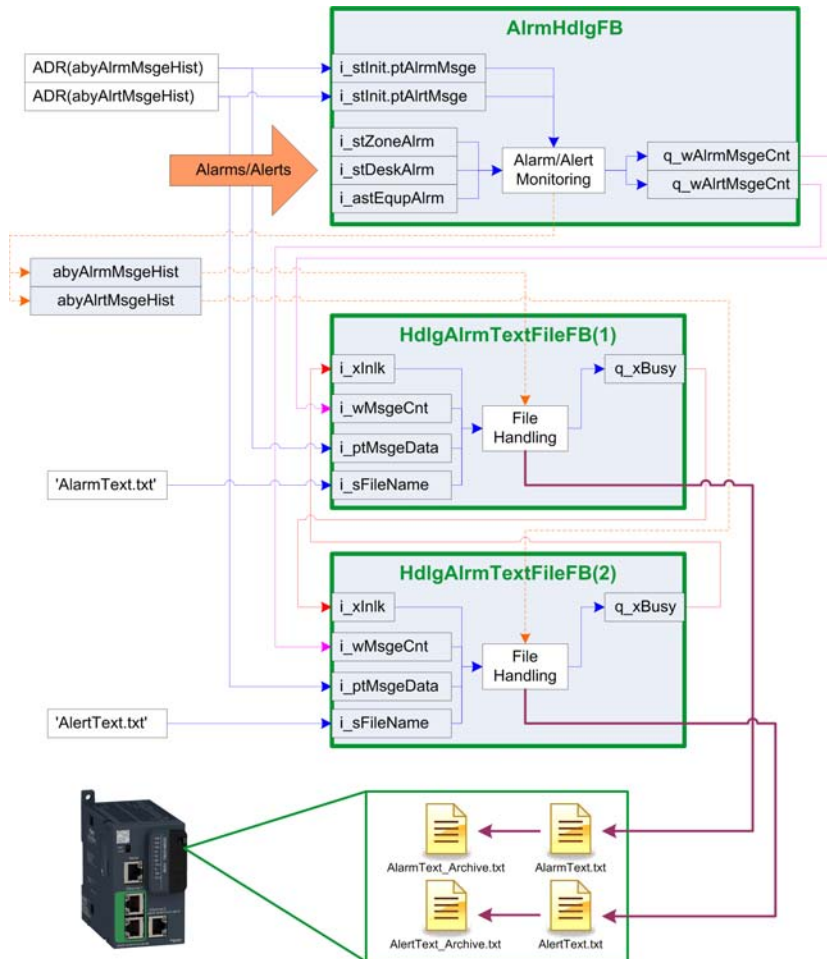 AlrmHdlgFB
ADR(abyAlrmMsgeHist)
ADR(abyAlrtMsgeHist)
i_stInit.ptAlrmMsge
i_stInit.ptAlrtMsge
Alarms/Alerts
i_stZoneAlrm
i_stDeskAlrm
i_astEqupAlrm
Alarm/Alert
Monitoring
q_wAlrmMsgeCnt
q_wAlrtMsgeCnt
abyAlrmMsgeHist
abyAlrtMsgeHist
HdlgAlrmTextFileFB(1)
i_xInlk
i_wMsgeCnt
i_ptMsgeData
i_sFileName
File
Handling
q_xBusy
'AlarmText.txt'
HdlgAlrmTextFileFB(2)
i_xInlk
i_wMsgeCnt
i_ptMsgeData
i_sFileName
File
Handling
q_xBusy
'AlertText.txt'
AlarmText_Archive.txt
AlarmText.txt
AlertText_Archive.txt
AlertText.txt